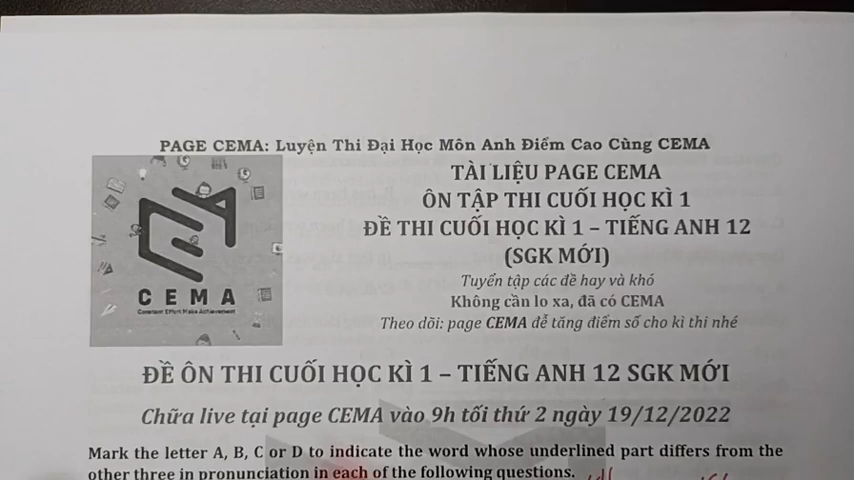 PAGE CEMA: Luyện Thi Đại Học Môn Anh Điểm Cao Cùng CEMA
TÀI LIỆU PAGE CEMA
ÔN TẬP THI CUỐI HỌC KÌ 1
ĐỀ THI CUỐI HỌC KÌ 1 – TIẾNG ANH 12
(SGK MỚI)
Tuyển tập các đề hay và khó
Không cần lo xa, đã có CEMA
Theo dõi: page CEMA để tăng điểm số cho kì thi nhé
CEMA
Constant Effort Make Achievement
ĐỀ ÔN THI CUỐI HỌC KÌ 1 – TIẾNG ANH 12 SGK MỚI
Chữa live tại page CEMA vào 9h tối thứ 2 ngày 19/12/2022
Mark the letter A, B, C or D to indicate the word whose underlined part differs from the
other three in pronunciation in each of the following questions.